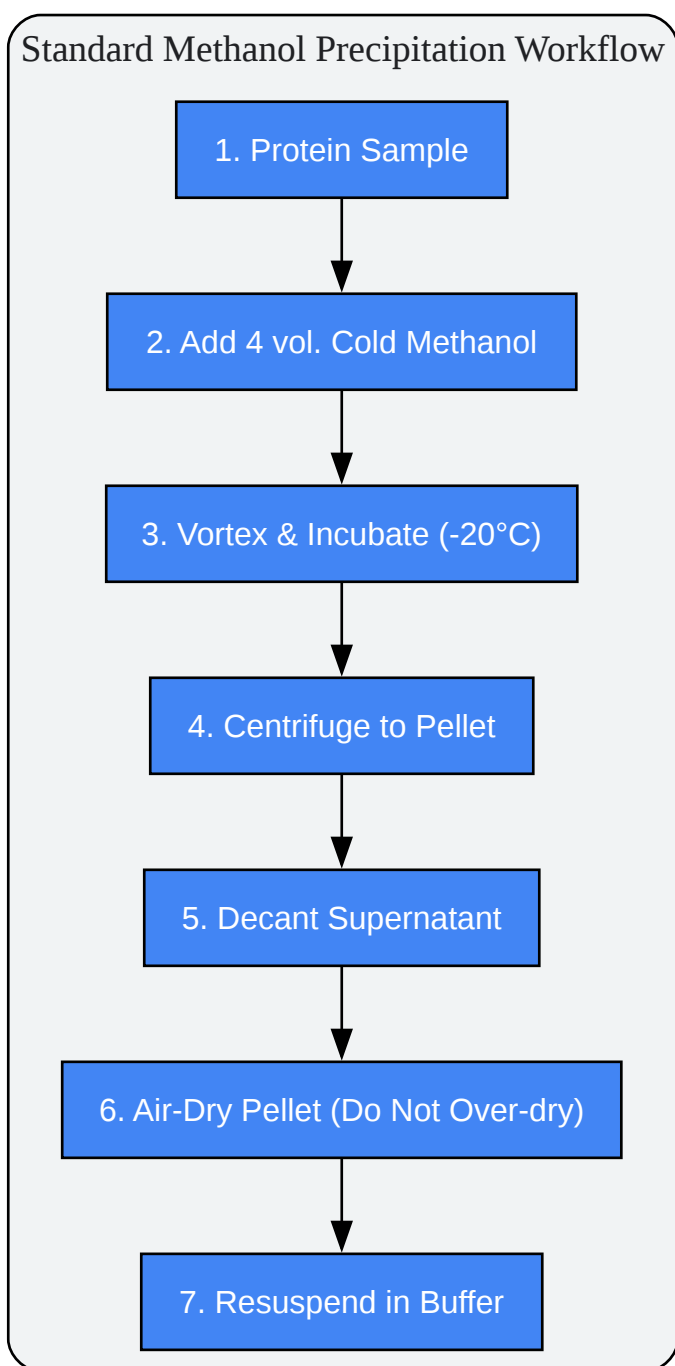 Standard Methanol Precipitation Workflow
1. Protein Sample
2. Add 4 vol. Cold Methanol
3. Vortex & Incubate (-20°C)
4. Centrifuge to Pellet
5. Decant Supernatant
6. Air-Dry Pellet (Do Not Over-dry)
7. Resuspend in Buffer